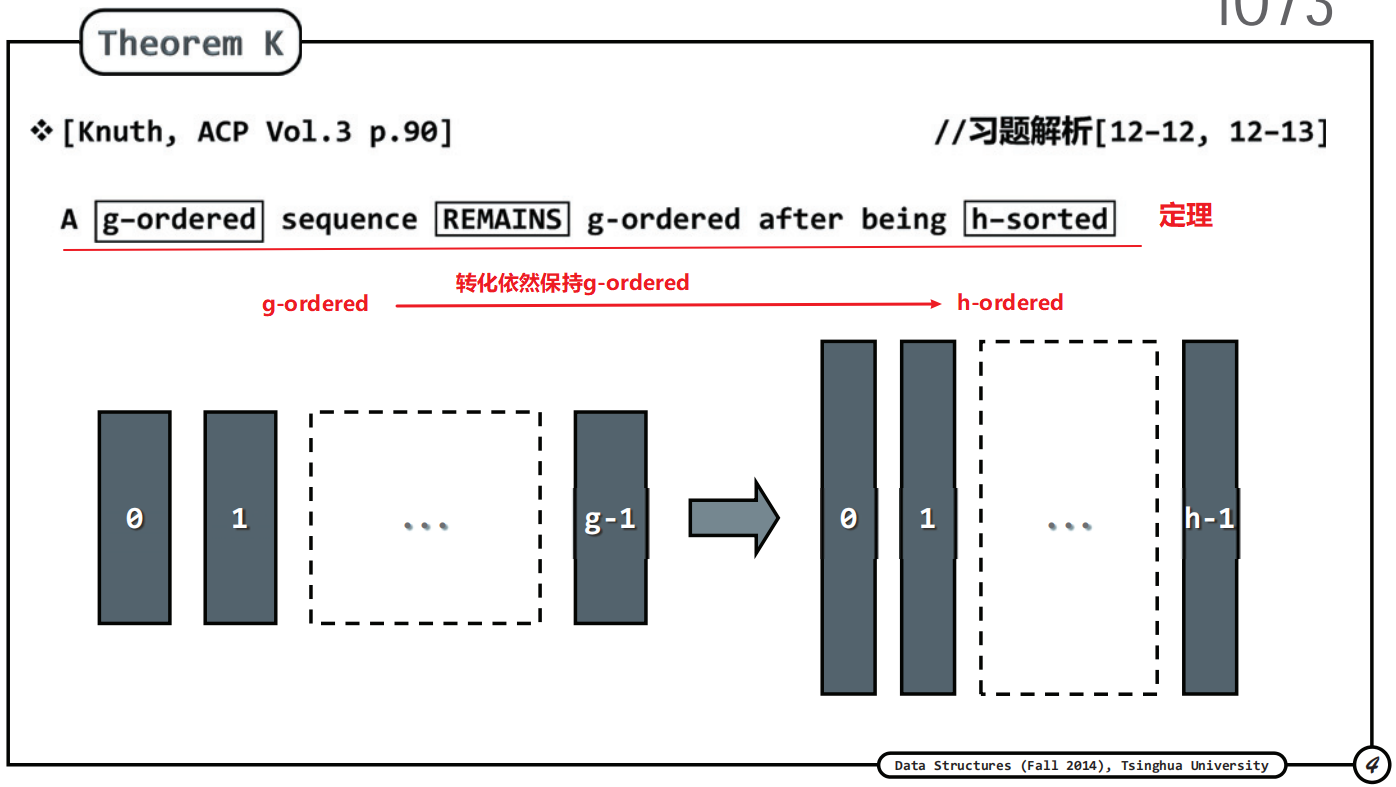 1073
Theorem K
❖ [Knuth, ACP Vol.3 p.90] //习题解析[12-12, 12-13]
A g-ordered sequence REMAINS g-ordered after being h-sorted 定理
转化依然保持g-ordered
g-ordered h-ordered
0 1 ... g-1 0 1 ... h-1
Data Structures (Fall 2014), Tsinghua University 4